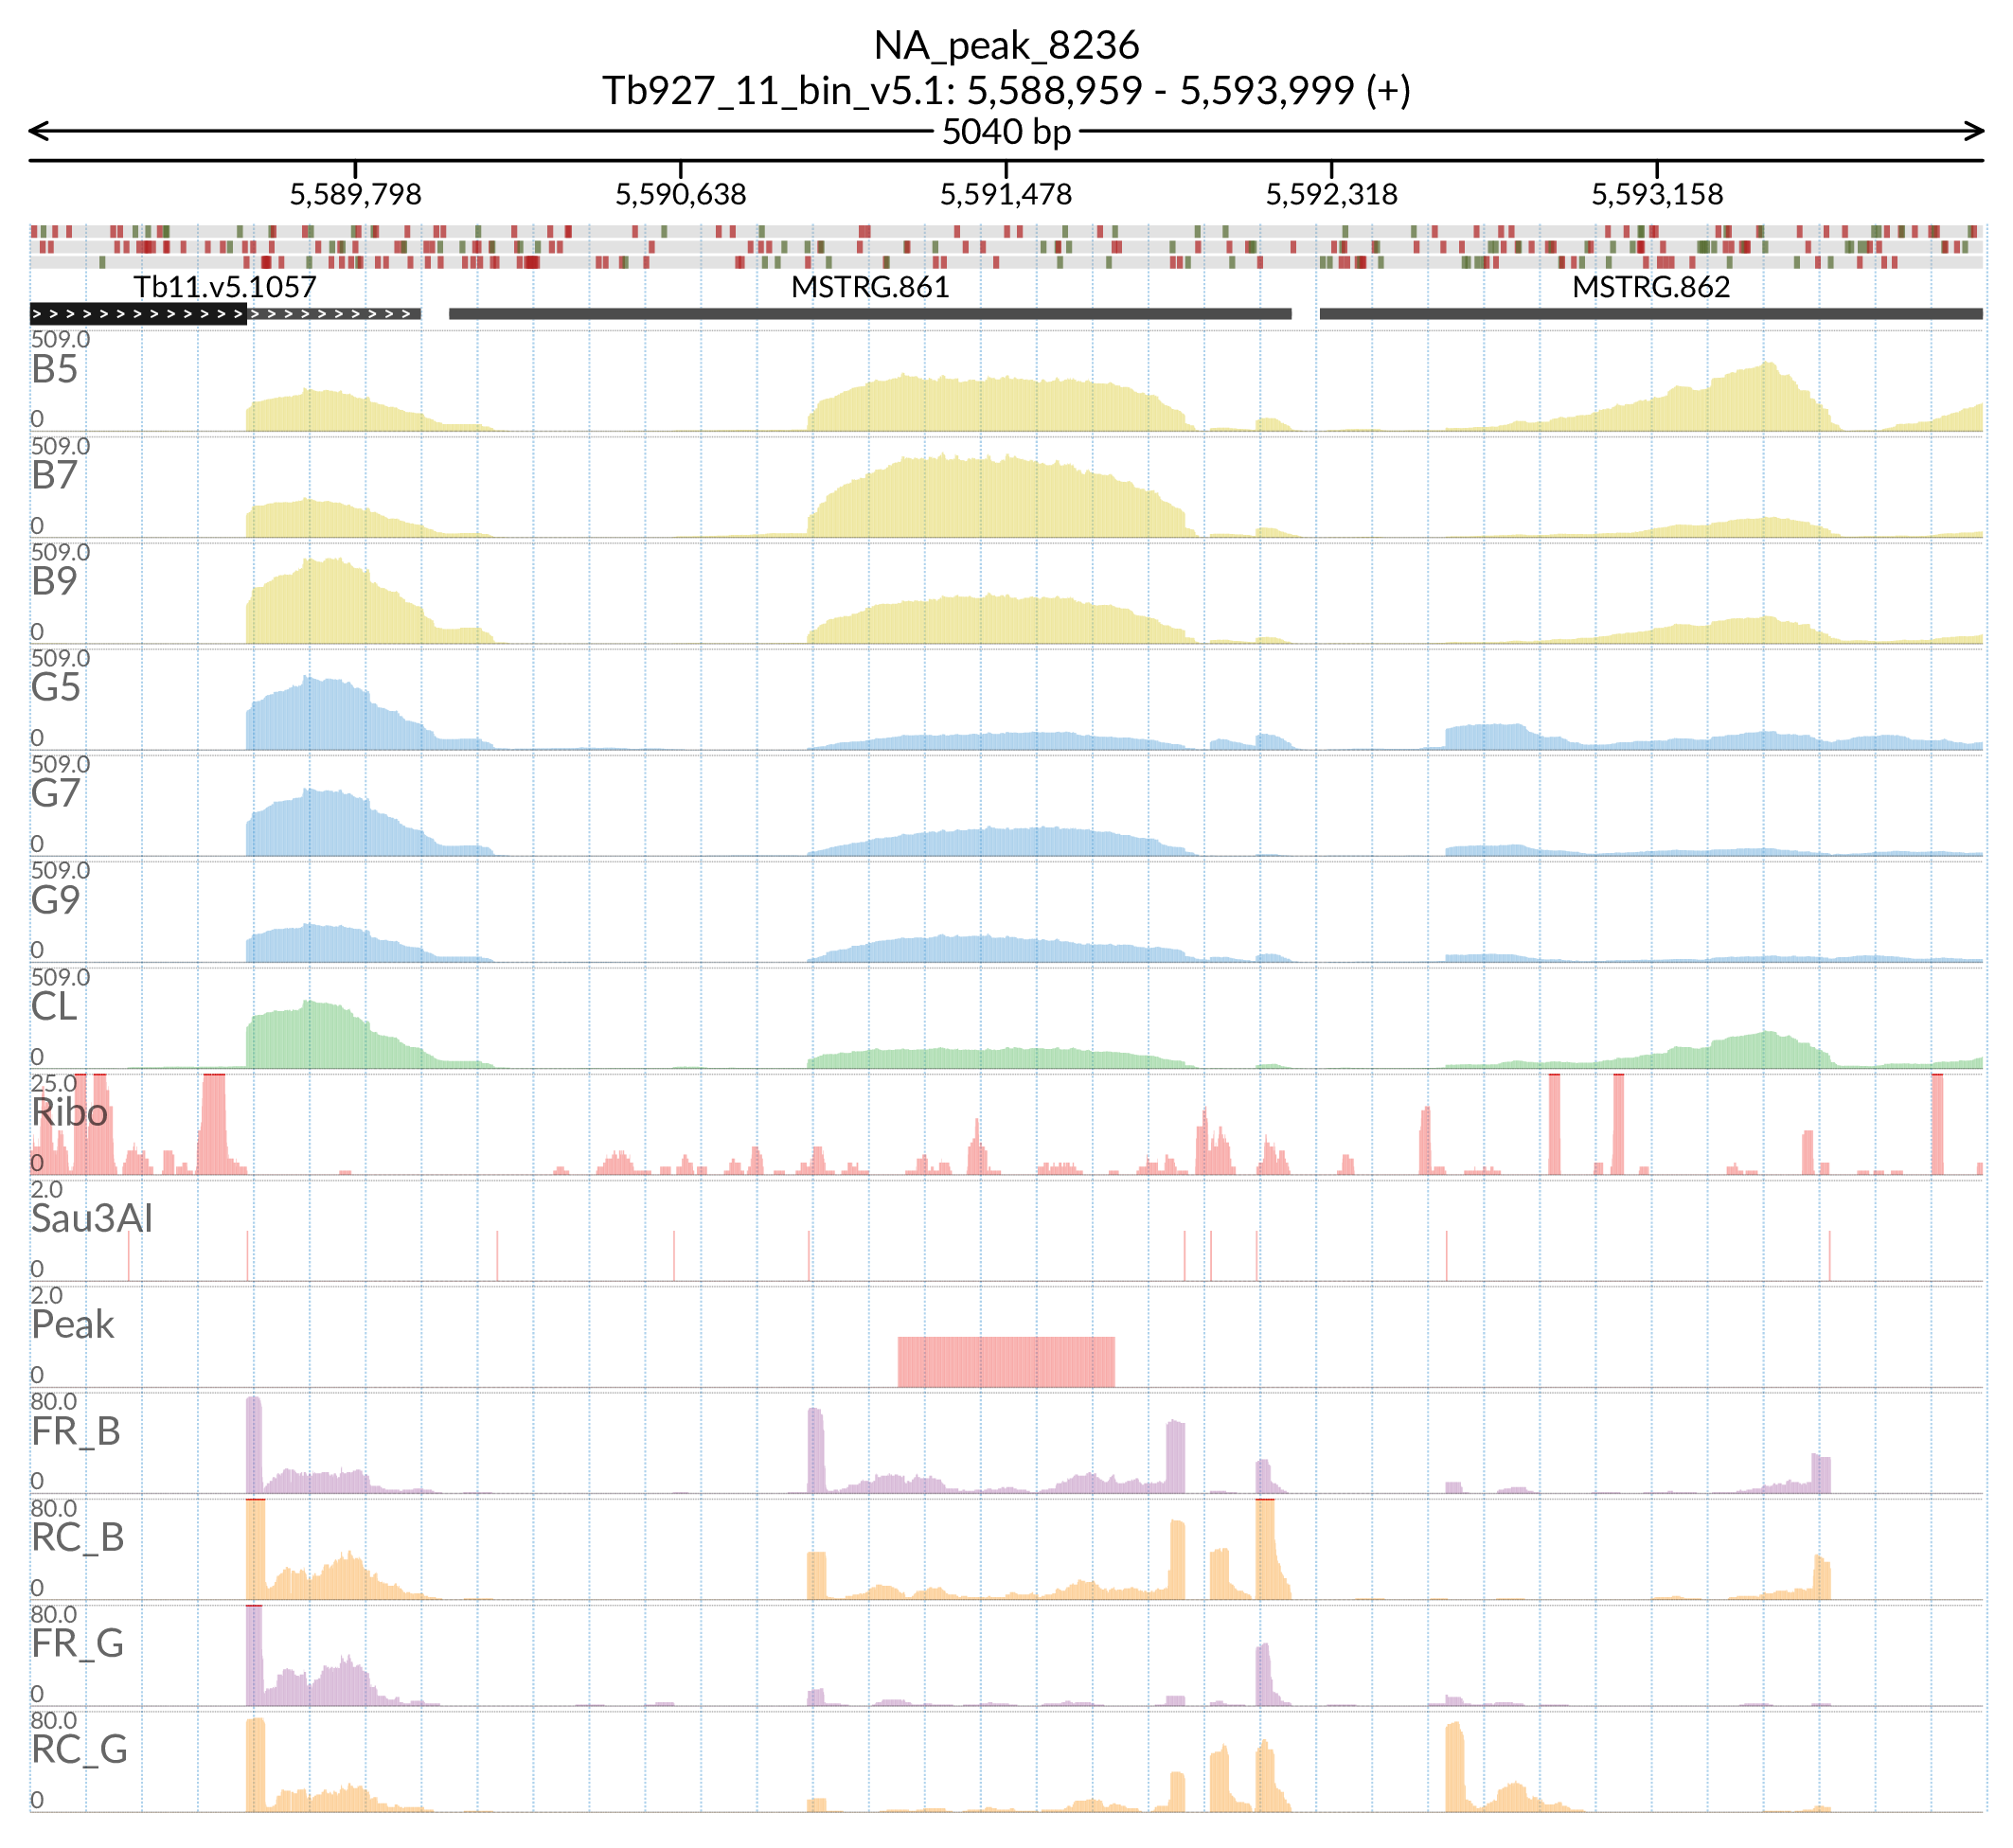 NA_peak_8236
Tb927_11_bin_v5.1: 5,588,959 - 5,593,999 (+)
5040 bp
5,589,798 5,590,638 5,591,478 5,592,318 5,593,158
Tb11.v5.1057 MSTRG.861 MSTRG.862
509.0
B5
0
509.0
B7
0
509.0
B9
0
509.0
G5
0
509.0
G7
0
509.0
G9
0
509.0
CL
0
25.0
Ribo
0
2.0
Sau3AI
0
2.0
Peak
0
80.0
FR_B
0
80.0
RC_B
0
80.0
FR_G
0
80.0
RC_G
0